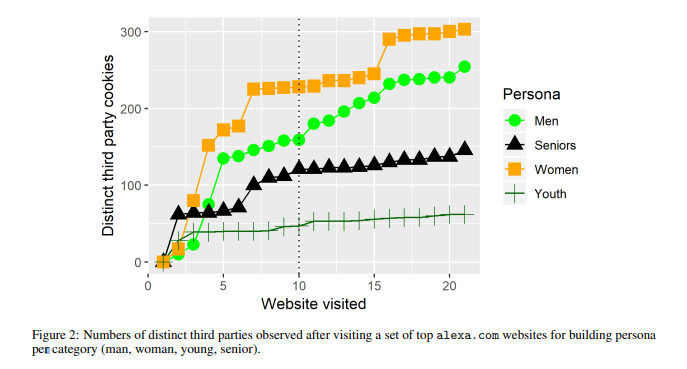 300
200
100
0
Distinct third party cookies
0
5
10
15
20
Website visited
Persona
Men
Seniors
Women
Youth
Figure 2: Numbers of distinct third parties observed after visiting a set of top alexa.com websites for building persona
per category (man, woman, young, senior).